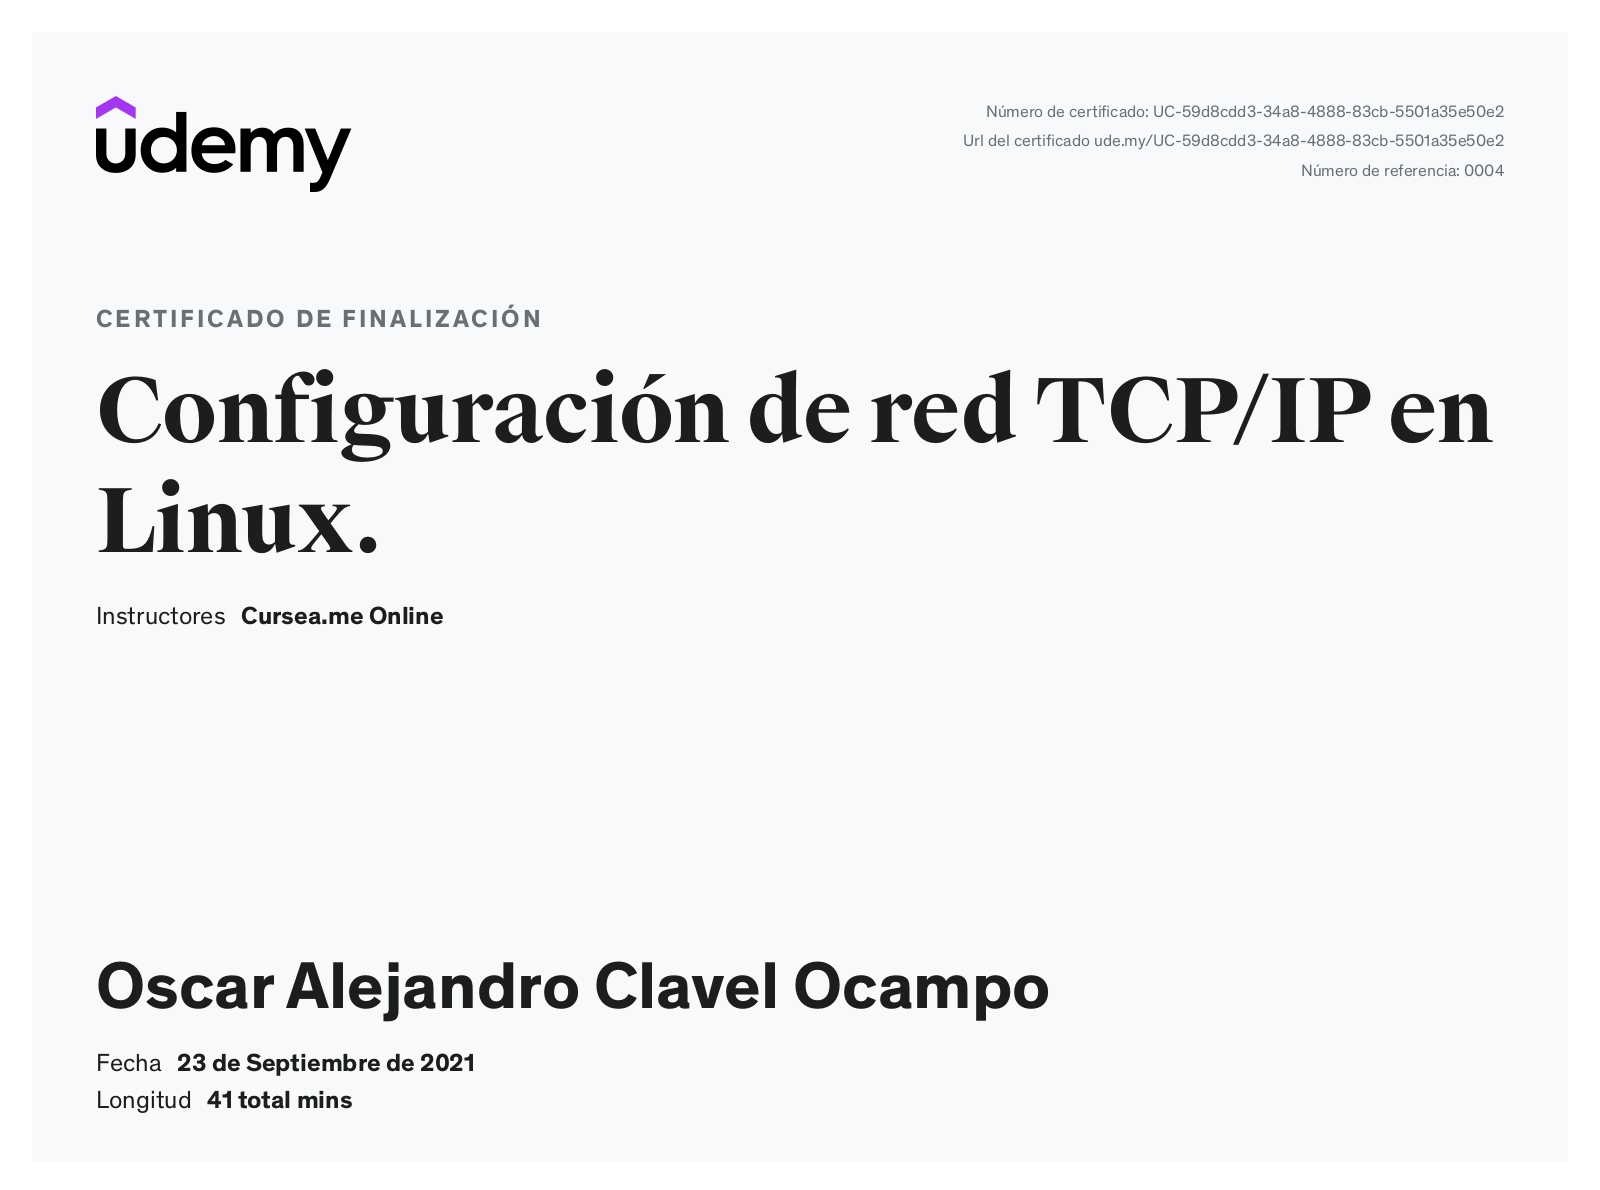 udemy
Número de certificado: UC-59d8cdd3-34a8-4888-83cb-5501a35e50e2
Url del certificado ude.my/UC-59d8cdd3-34a8-4888-83cb-5501a35e50e2
Número de referencia: 0004
CERTIFICADO DE FINALIZACIÓN
Configuración de red TCP/IP en
Linux.
Instructores Cursea.me Online
Oscar Alejandro Clavel Ocampo
Fecha 23 de Septiembre de 2021
Longitud 41 total mins